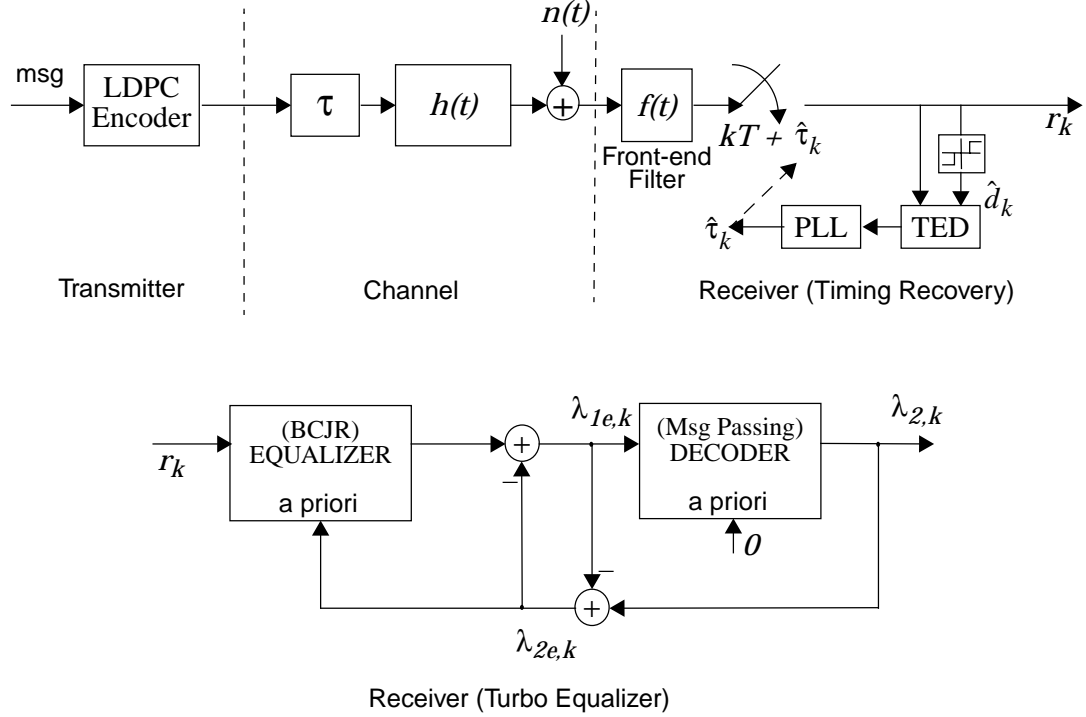 n(t)
msg
LDPC
Encoder
τ
h(t)
+
f(t)
Front-end
Filter
kT + τ̂k
rk
d̂k
τ̂k
PLL
TED
Transmitter
Channel
Receiver (Timing Recovery)
rk
(BCJR)
EQUALIZER
a priori
+
−
λ1e,k
(Msg Passing)
DECODER
a priori
0
λ2,k
−
+
λ2e,k
Receiver (Turbo Equalizer)